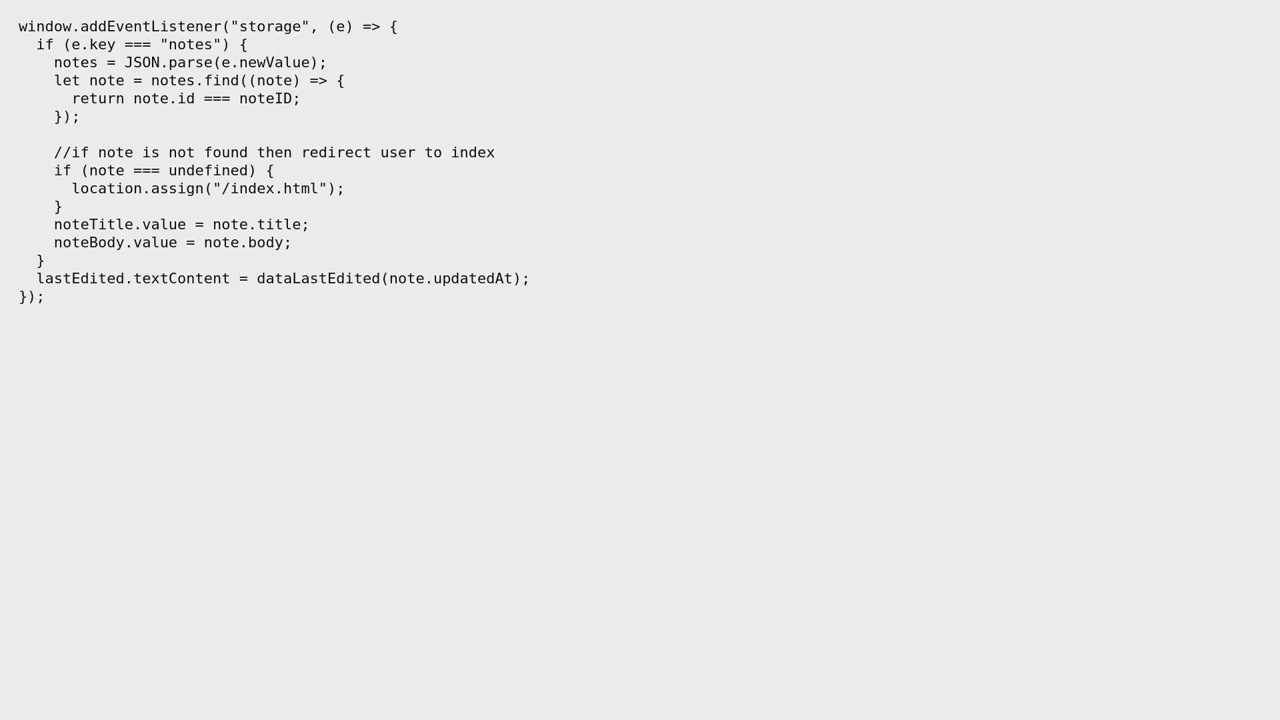 window.addEventListener("storage", (e) => {
  if (e.key === "notes") {
    notes = JSON.parse(e.newValue);
    let note = notes.find((note) => {
      return note.id === noteID;
    });

    //if note is not found then redirect user to index
    if (note === undefined) {
      location.assign("/index.html");
    }
    noteTitle.value = note.title;
    noteBody.value = note.body;
  }
  lastEdited.textContent = dataLastEdited(note.updatedAt);
});